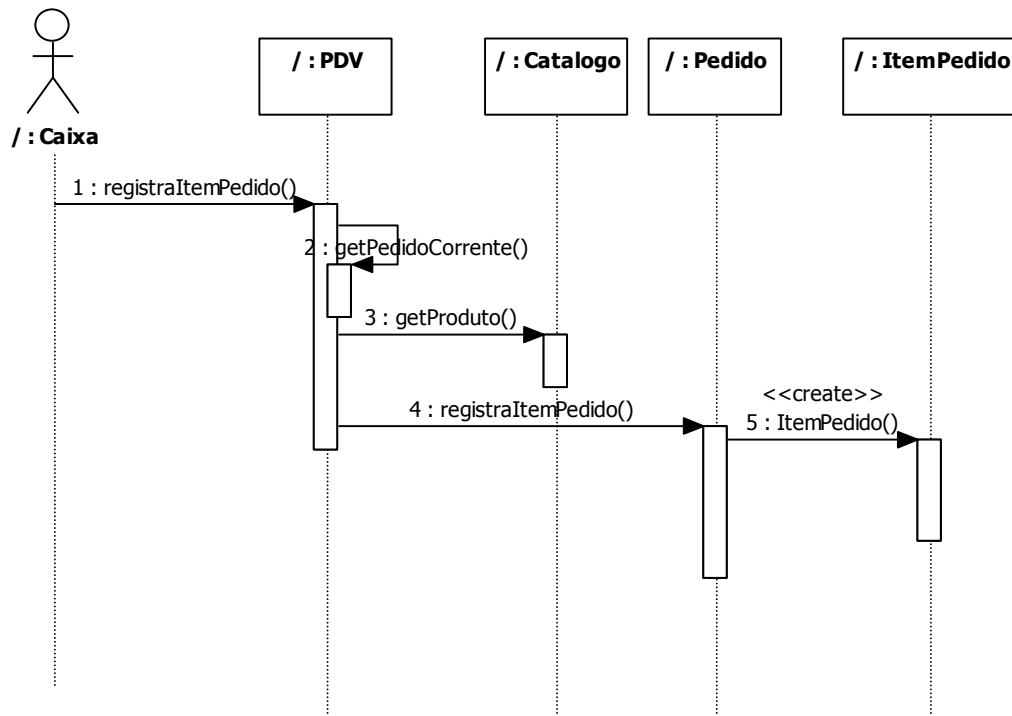 / : PDV
/ : Catalogo
/ : Pedido
/ : ItemPedido
/ : Caixa
1 : registraItemPedido()
2 : getPedidoCorrente()
3 : getProduto()
<<create>>
4 : registraItemPedido()
5 : ItemPedido()